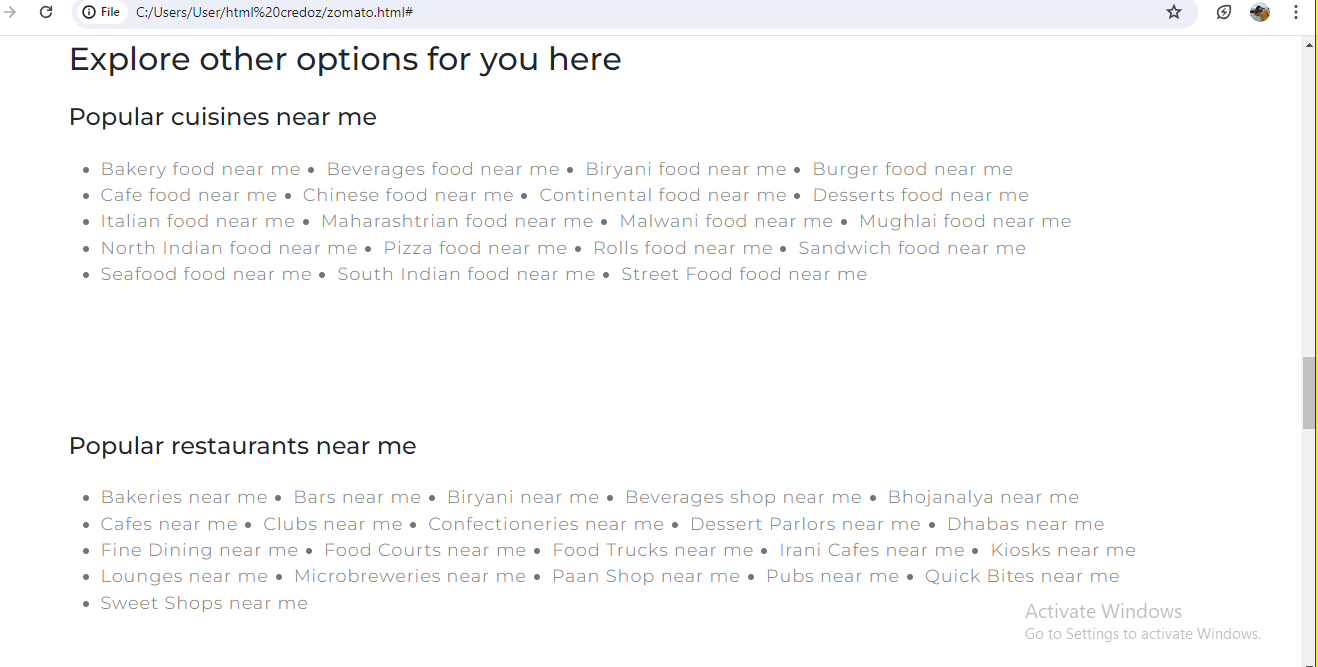 File C:/Users/User/html%20credoz/zomato.html#
Explore other options for you here
Popular cuisines near me
• Bakery food near me • Beverages food near me • Biryani food near me • Burger food near me
• Cafe food near me • Chinese food near me • Continental food near me • Desserts food near me
• Italian food near me • Maharashtrian food near me • Malwani food near me • Mughlai food near me
• North Indian food near me • Pizza food near me • Rolls food near me • Sandwich food near me
• Seafood food near me • South Indian food near me • Street Food food near me
Popular restaurants near me
• Bakeries near me • Bars near me • Biryani near me • Beverages shop near me • Bhojanalya near me
• Cafes near me • Clubs near me • Confectioneries near me • Dessert Parlors near me • Dhabas near me
• Fine Dining near me • Food Courts near me • Food Trucks near me • Irani Cafes near me • Kiosks near me
• Lounges near me • Microbreweries near me • Paan Shop near me • Pubs near me • Quick Bites near me
• Sweet Shops near me
Activate Windows
Go to Settings to activate Windows.